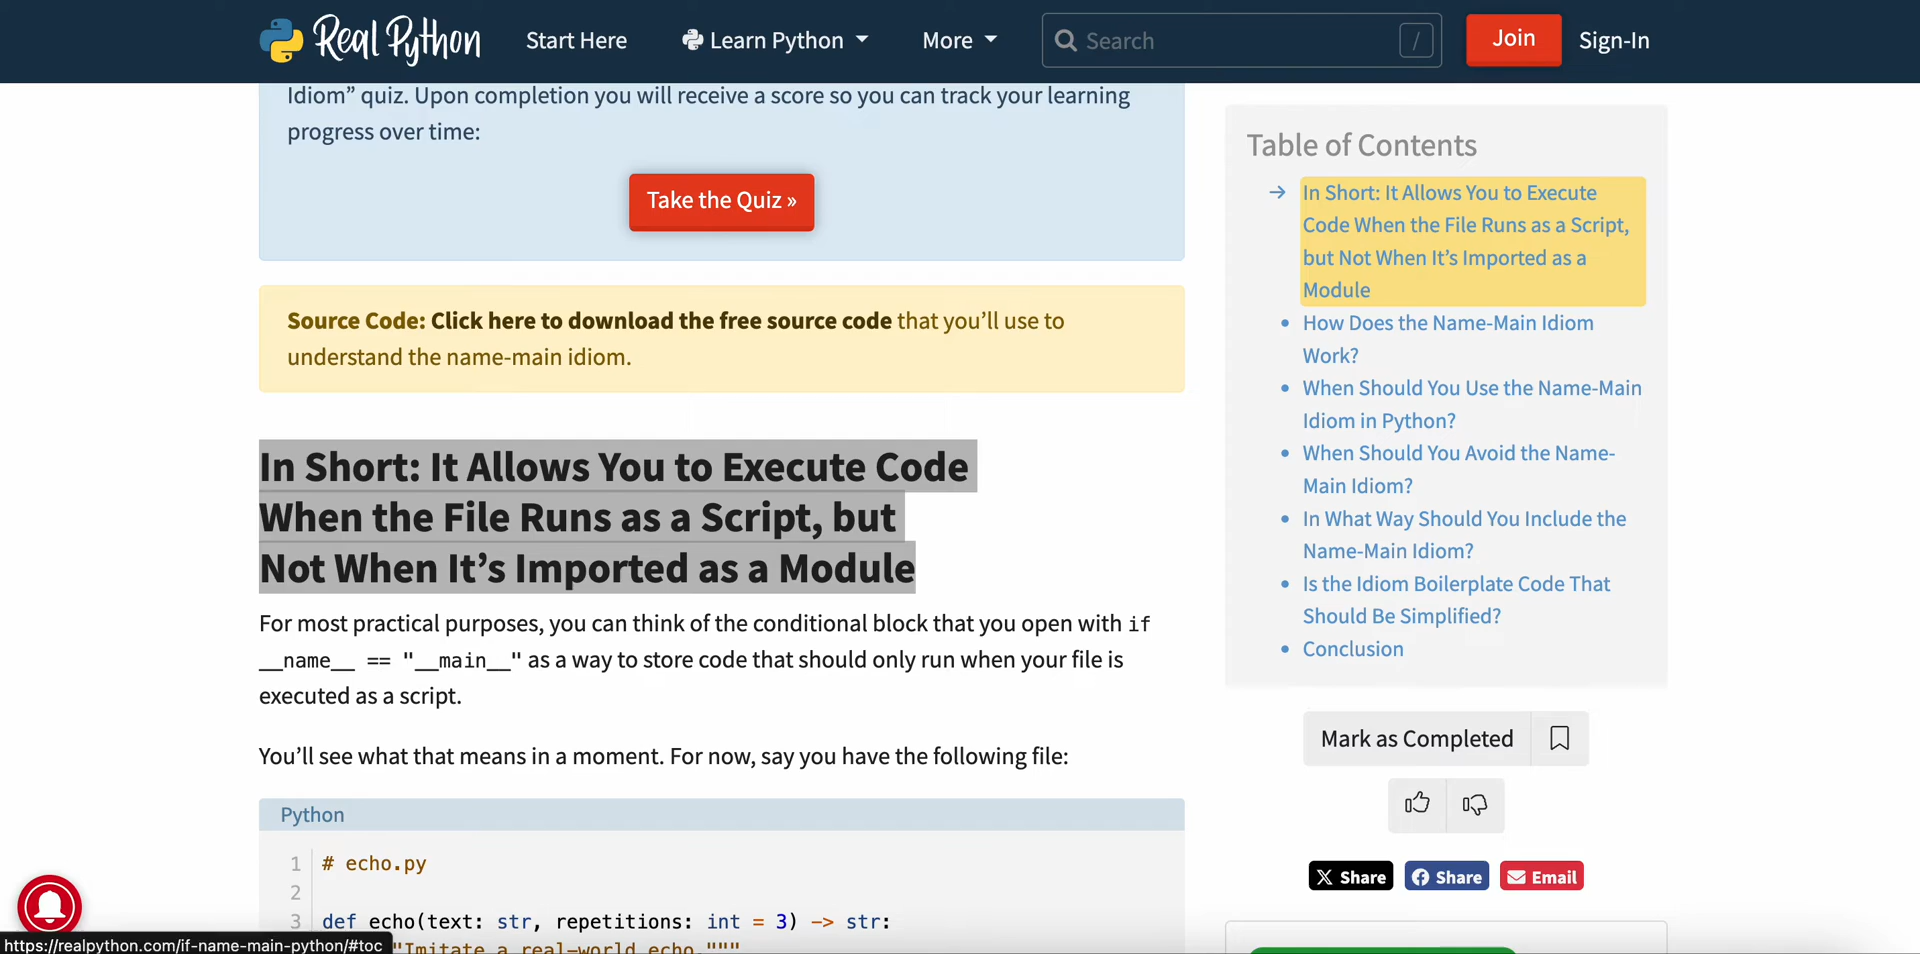 Real Python
Start Here
Learn Python
More
Search
/
Join
Sign-In
Idiom” quiz. Upon completion you will receive a score so you can track your learning
progress over time:
Take the Quiz »
Source Code: Click here to download the free source code that you’ll use to
understand the name-main idiom.
In Short: It Allows You to Execute Code
When the File Runs as a Script, but
Not When It’s Imported as a Module
For most practical purposes, you can think of the conditional block that you open with if
__name__ == "__main__" as a way to store code that should only run when your file is
executed as a script.
You’ll see what that means in a moment. For now, say you have the following file:
Python
1 # echo.py
2
3 def echo(text: str, repetitions: int = 3) -> str:
"Imitate a real-world echo."""
https://realpython.com/if-name-main-python/#toc
Table of Contents
→ In Short: It Allows You to Execute
Code When the File Runs as a Script,
but Not When It’s Imported as a
Module
• How Does the Name-Main Idiom
Work?
• When Should You Use the Name-Main
Idiom in Python?
• When Should You Avoid the Name-
Main Idiom?
• In What Way Should You Include the
Name-Main Idiom?
• Is the Idiom Boilerplate Code That
Should Be Simplified?
• Conclusion
Mark as Completed
Share
Share
Email